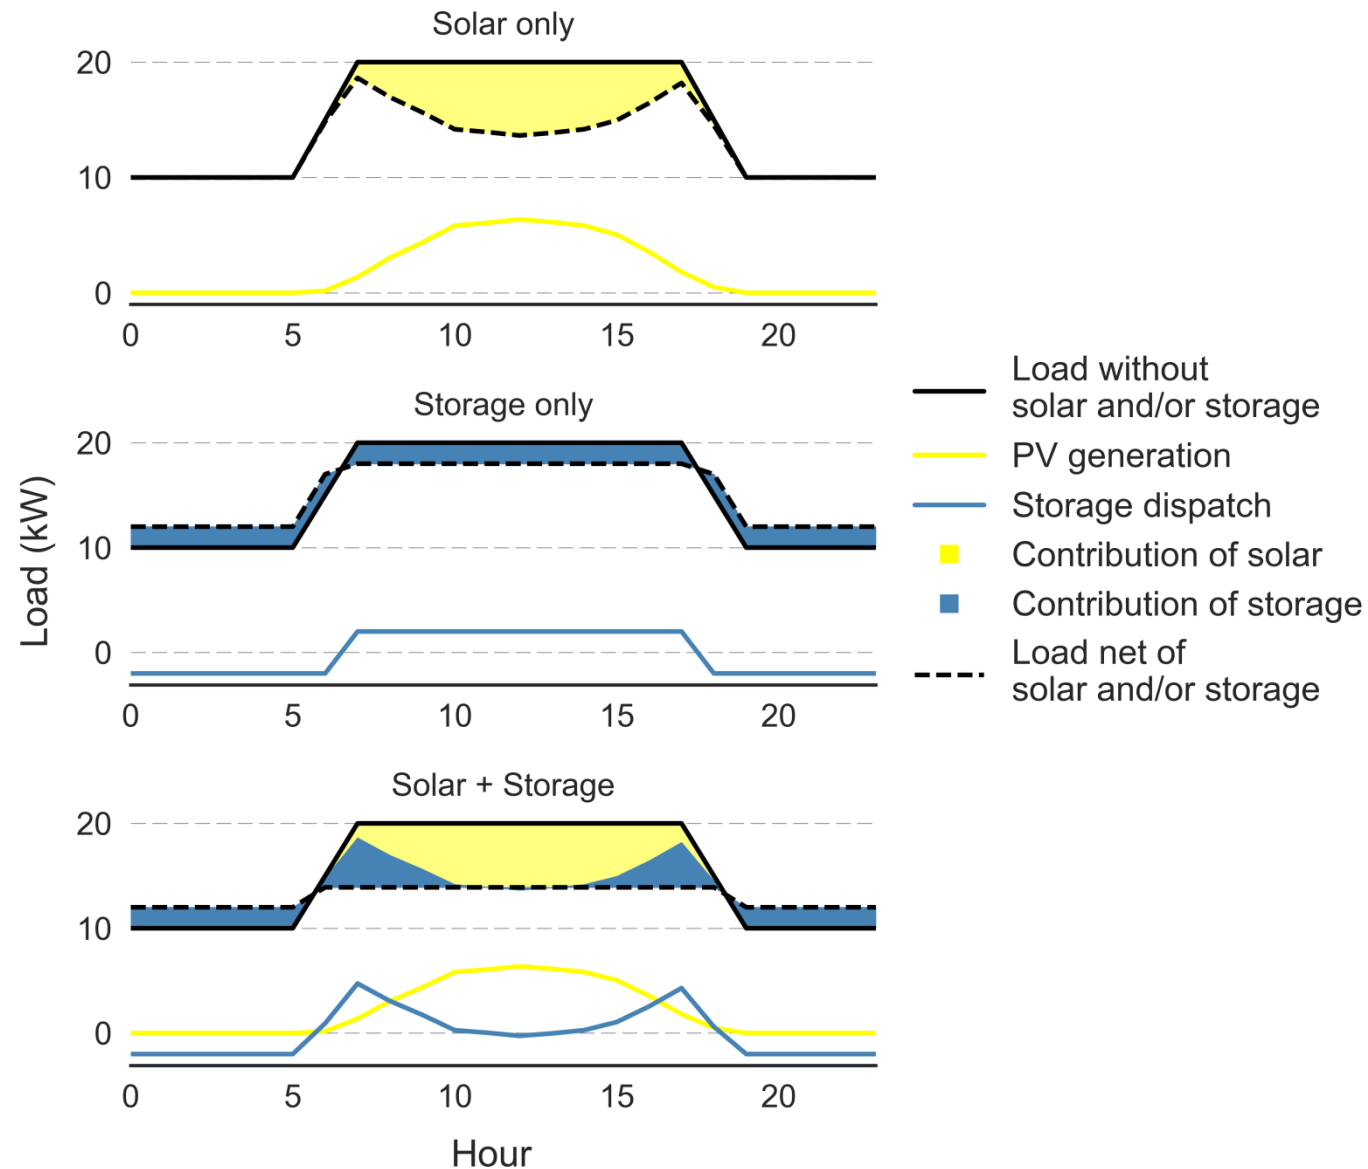 Solar only
20
10
0
0 5 10 15 20
Storage only
20
10
0
0 5 10 15 20
Solar + Storage
20
10
0
0 5 10 15 20
Hour
Load (kW)
Load without
solar and/or storage
PV generation
Storage dispatch
Contribution of solar
Contribution of storage
Load net of
solar and/or storage